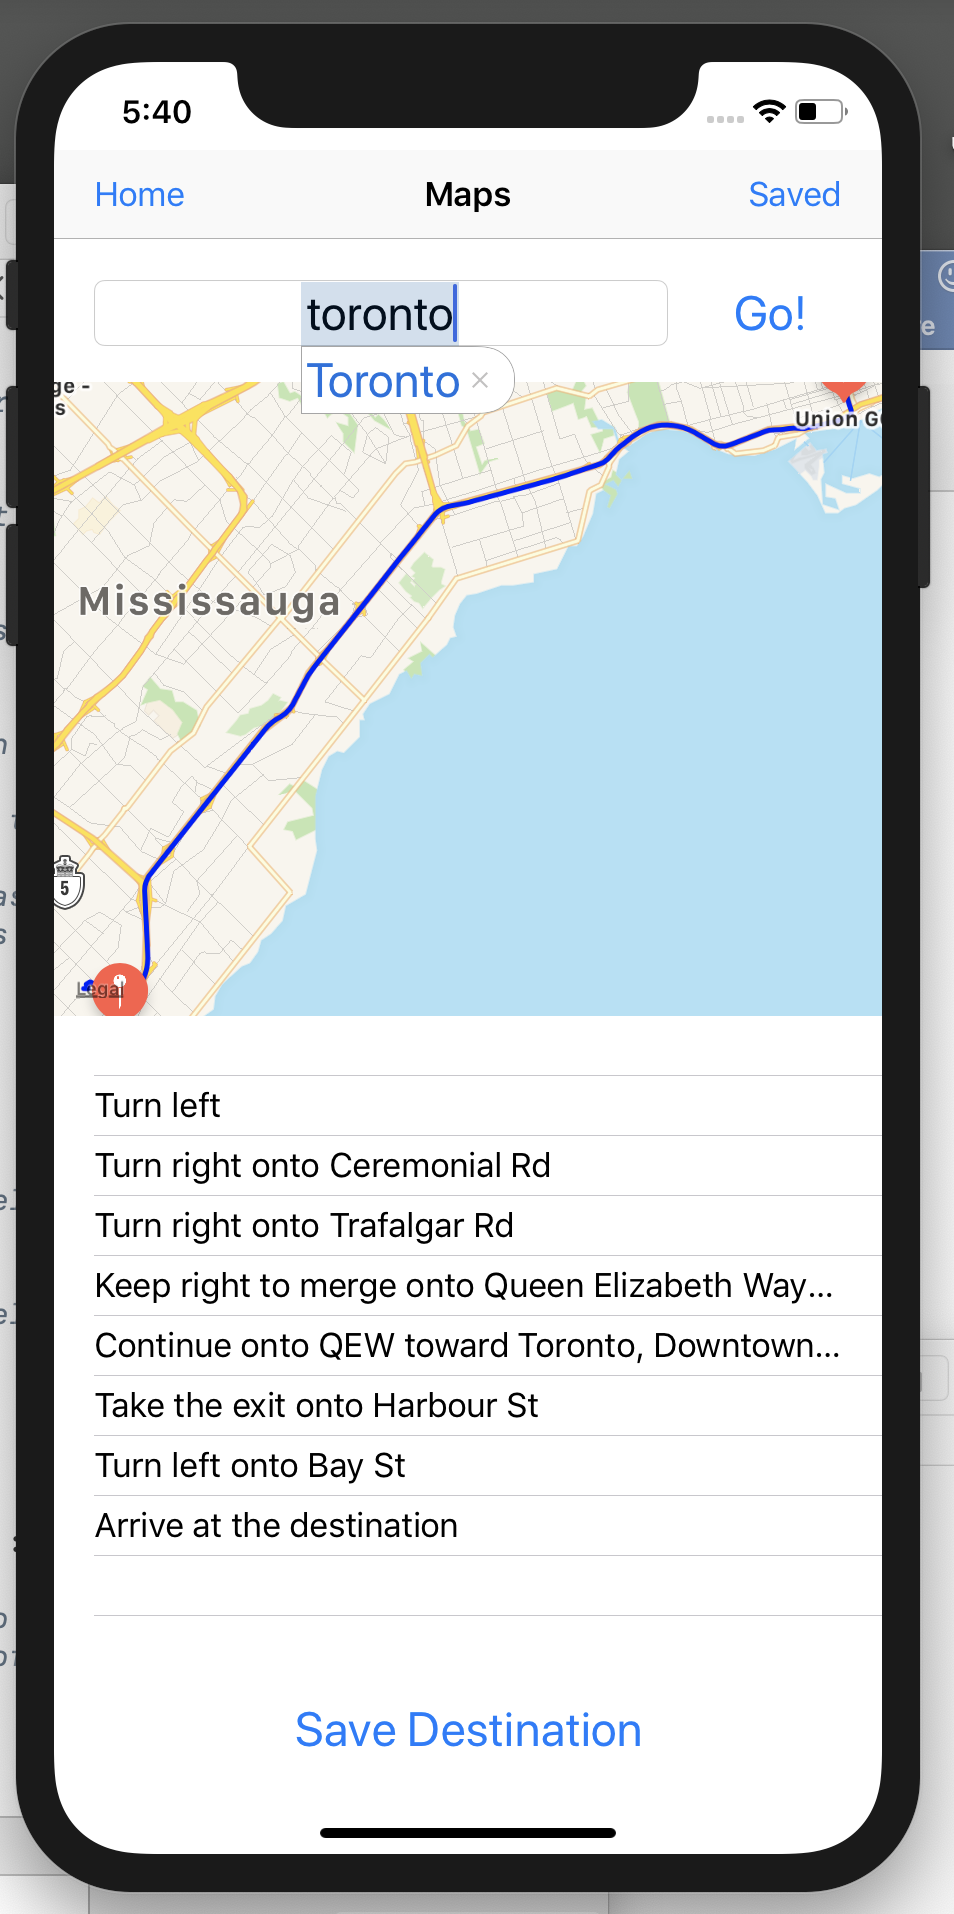 5:40
Home Maps Saved
toronto Go!
Toronto ×
ge -
s
Union G
Mississauga
5
Legal
Turn left
Turn right onto Ceremonial Rd
Turn right onto Trafalgar Rd
Keep right to merge onto Queen Elizabeth Way...
Continue onto QEW toward Toronto, Downtown...
Take the exit onto Harbour St
Turn left onto Bay St
Arrive at the destination
Save Destination